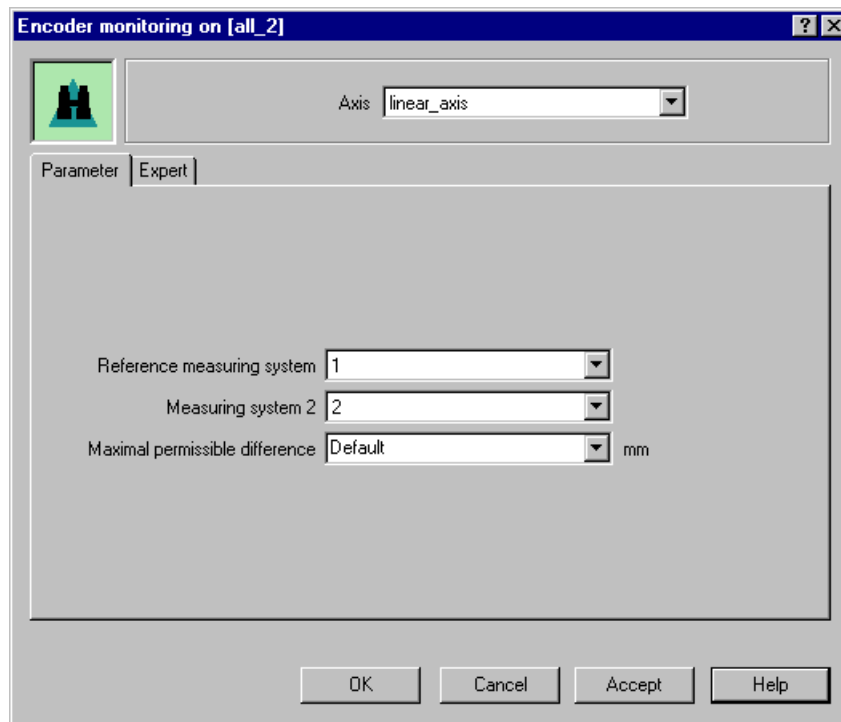 Encoder monitoring on [all_2]
Axis linear_axis
Parameter Expert
Reference measuring system 1
Measuring system 2 2
Maximal permissible difference Default mm
OK Cancel Accept Help